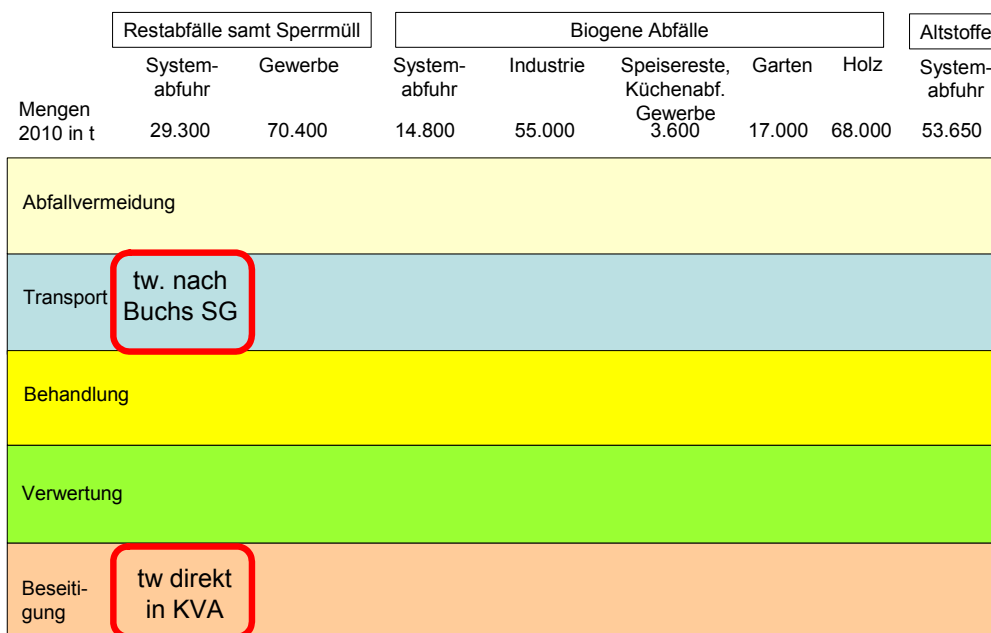 Restabfälle samt Sperrmüll
Biogene Abfälle
Altstoffe
System-
abfuhr
Gewerbe
System-
abfuhr
Industrie
Speisereste,
Küchenabf.
Gewerbe
Garten
Holz
System-
abfuhr
Mengen
2010 in t
29.300
70.400
14.800
55.000
3.600
17.000
68.000
53.650
Abfallvermeidung
Transport
tw. nach
Buchs SG
Behandlung
Verwertung
Beseiti-
gung
tw direkt
in KVA